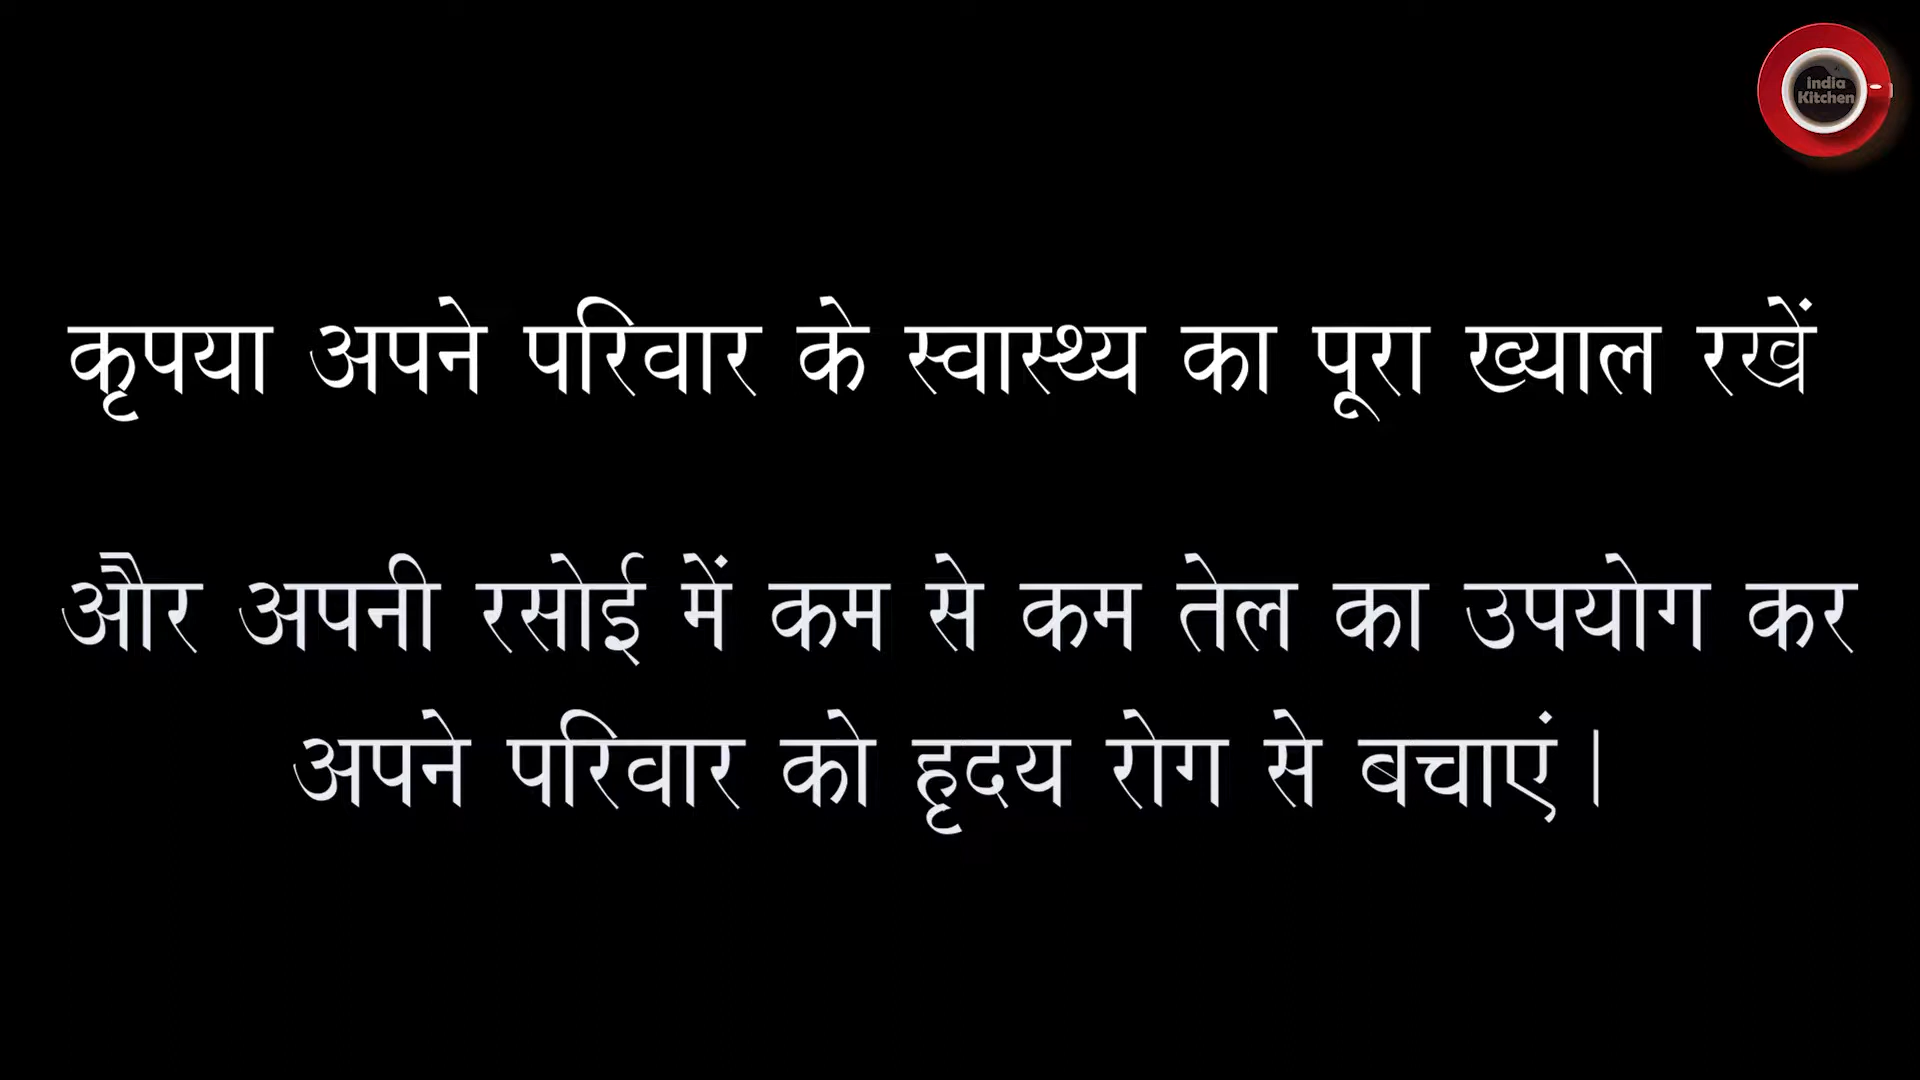 India
Kitchen
कृपया अपने परिवार के स्वास्थ्य का पूरा ख्याल रखें
और अपनी रसोई में कम से कम तेल का उपयोग कर
अपने परिवार को हृदय रोग से बचाएं।